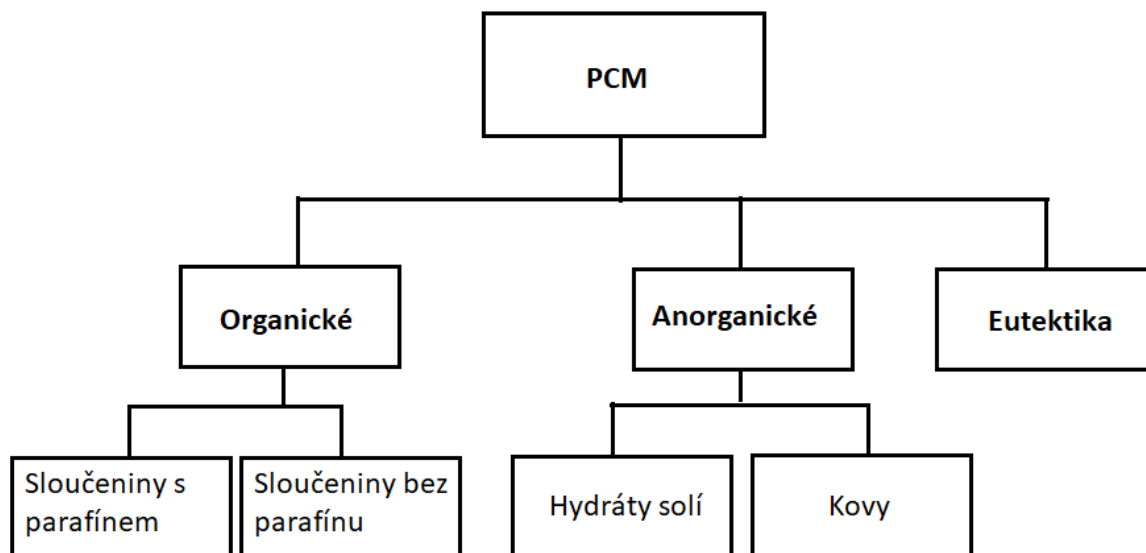 PCM
Organické
Anorganické
Eutektika
Sloučeniny s
parafínem
Sloučeniny bez
parafínu
Hydráty solí
Kovy